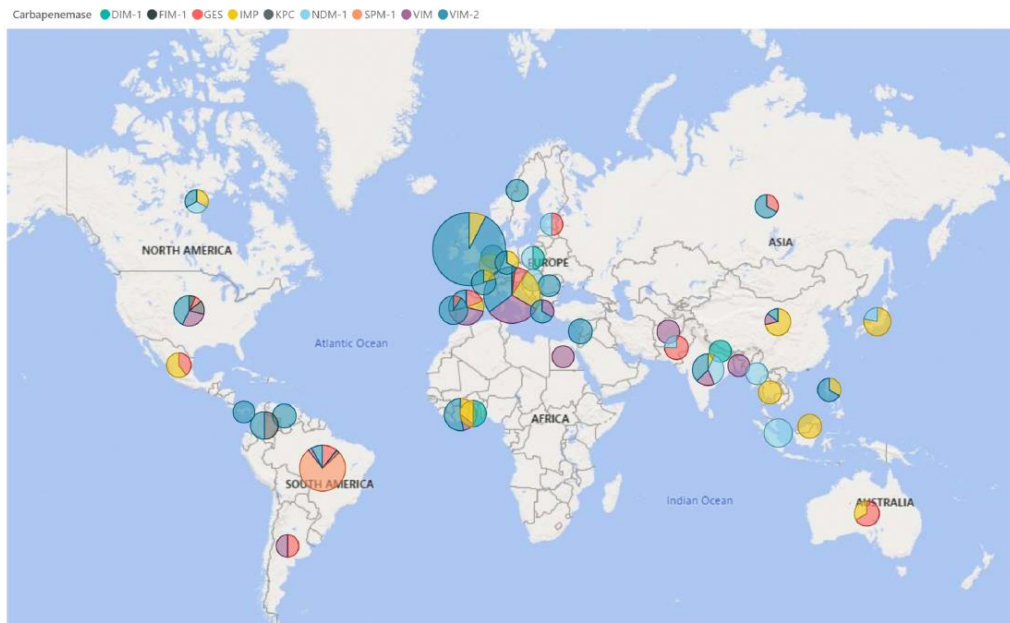 Carbapenemase DIM-1 FIM-1 GES IMP KPC NDM-1 SPM-1 VIM VIM-2
NORTH AMERICA
ASIA
EUROPE
Atlantic Ocean
AFRICA
SOUTH AMERICA
Indian Ocean
AUSTRALIA